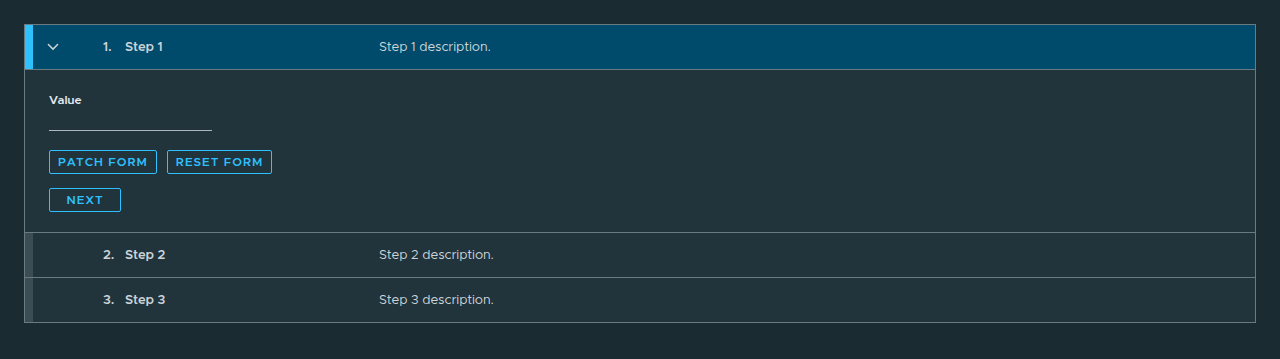 1. Step 1 Step 1 description.
Value
PATCH FORM RESET FORM
NEXT
2. Step 2 Step 2 description.
3. Step 3 Step 3 description.